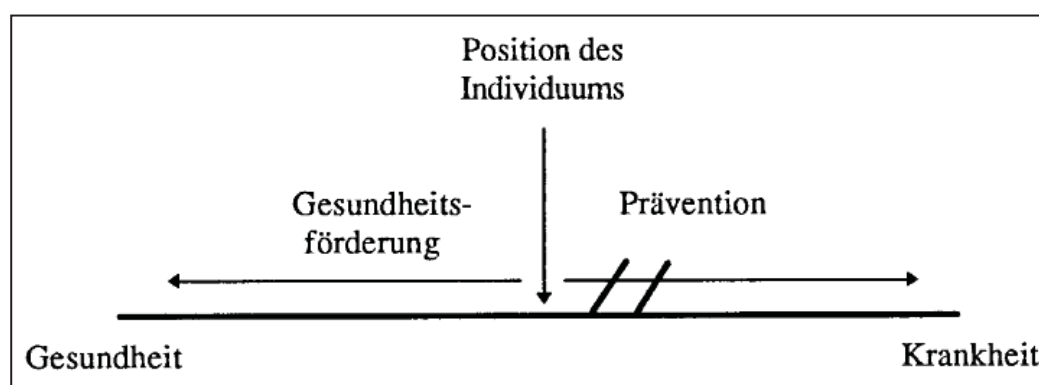 Position des
Individuums
Gesundheits-
förderung
Prävention
Gesundheit
Krankheit